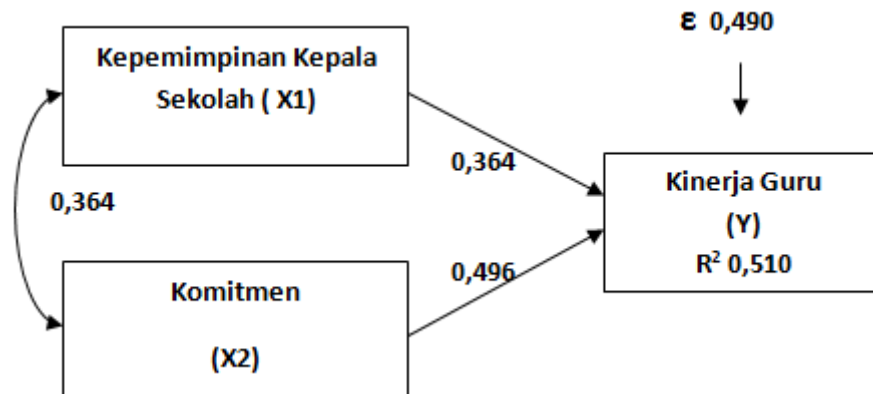 ε 0,490
Kepemimpinan Kepala
Sekolah ( X1)
0,364
0,364
Kinerja Guru
(Y)
R² 0,510
0,496
Komitmen
(X2)